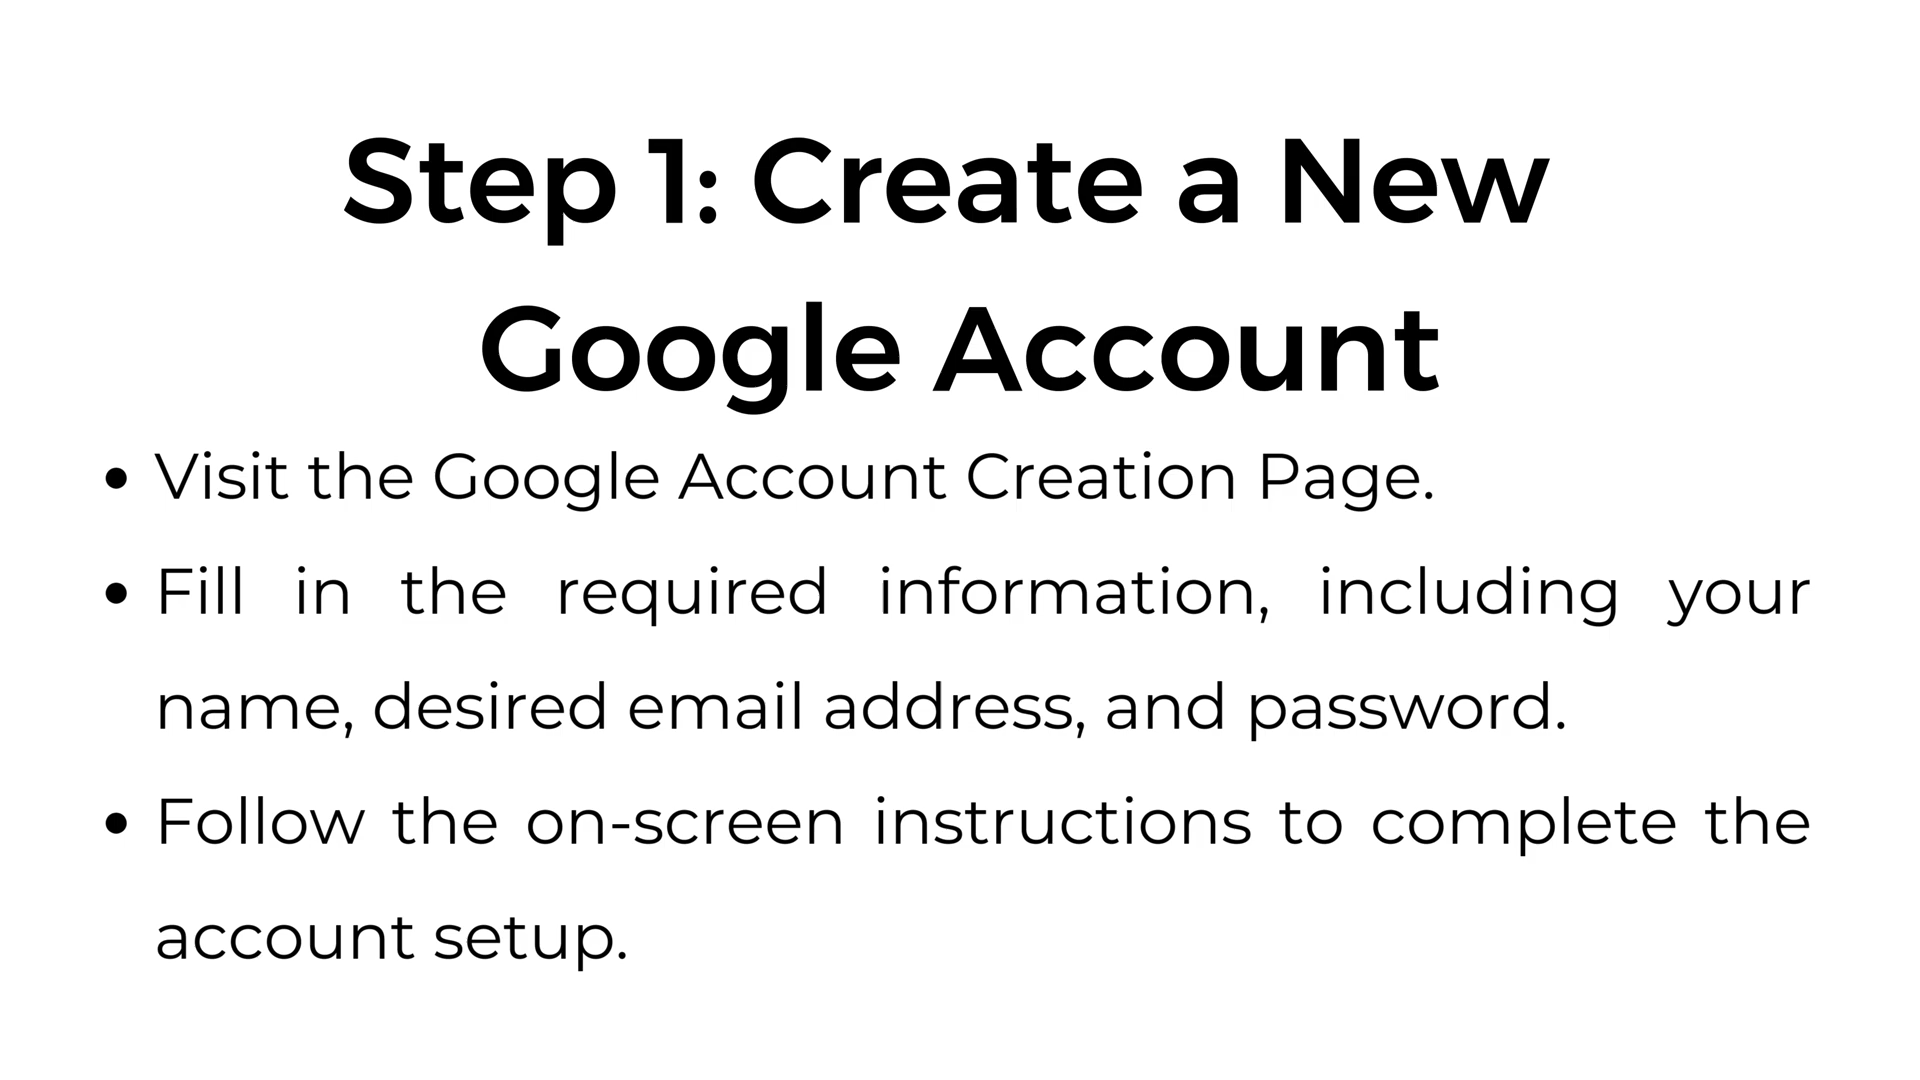 Step 1: Create a New
Google Account
• Visit the Google Account Creation Page.
• Fill in the required information, including your
name, desired email address, and password.
• Follow the on-screen instructions to complete the
account setup.